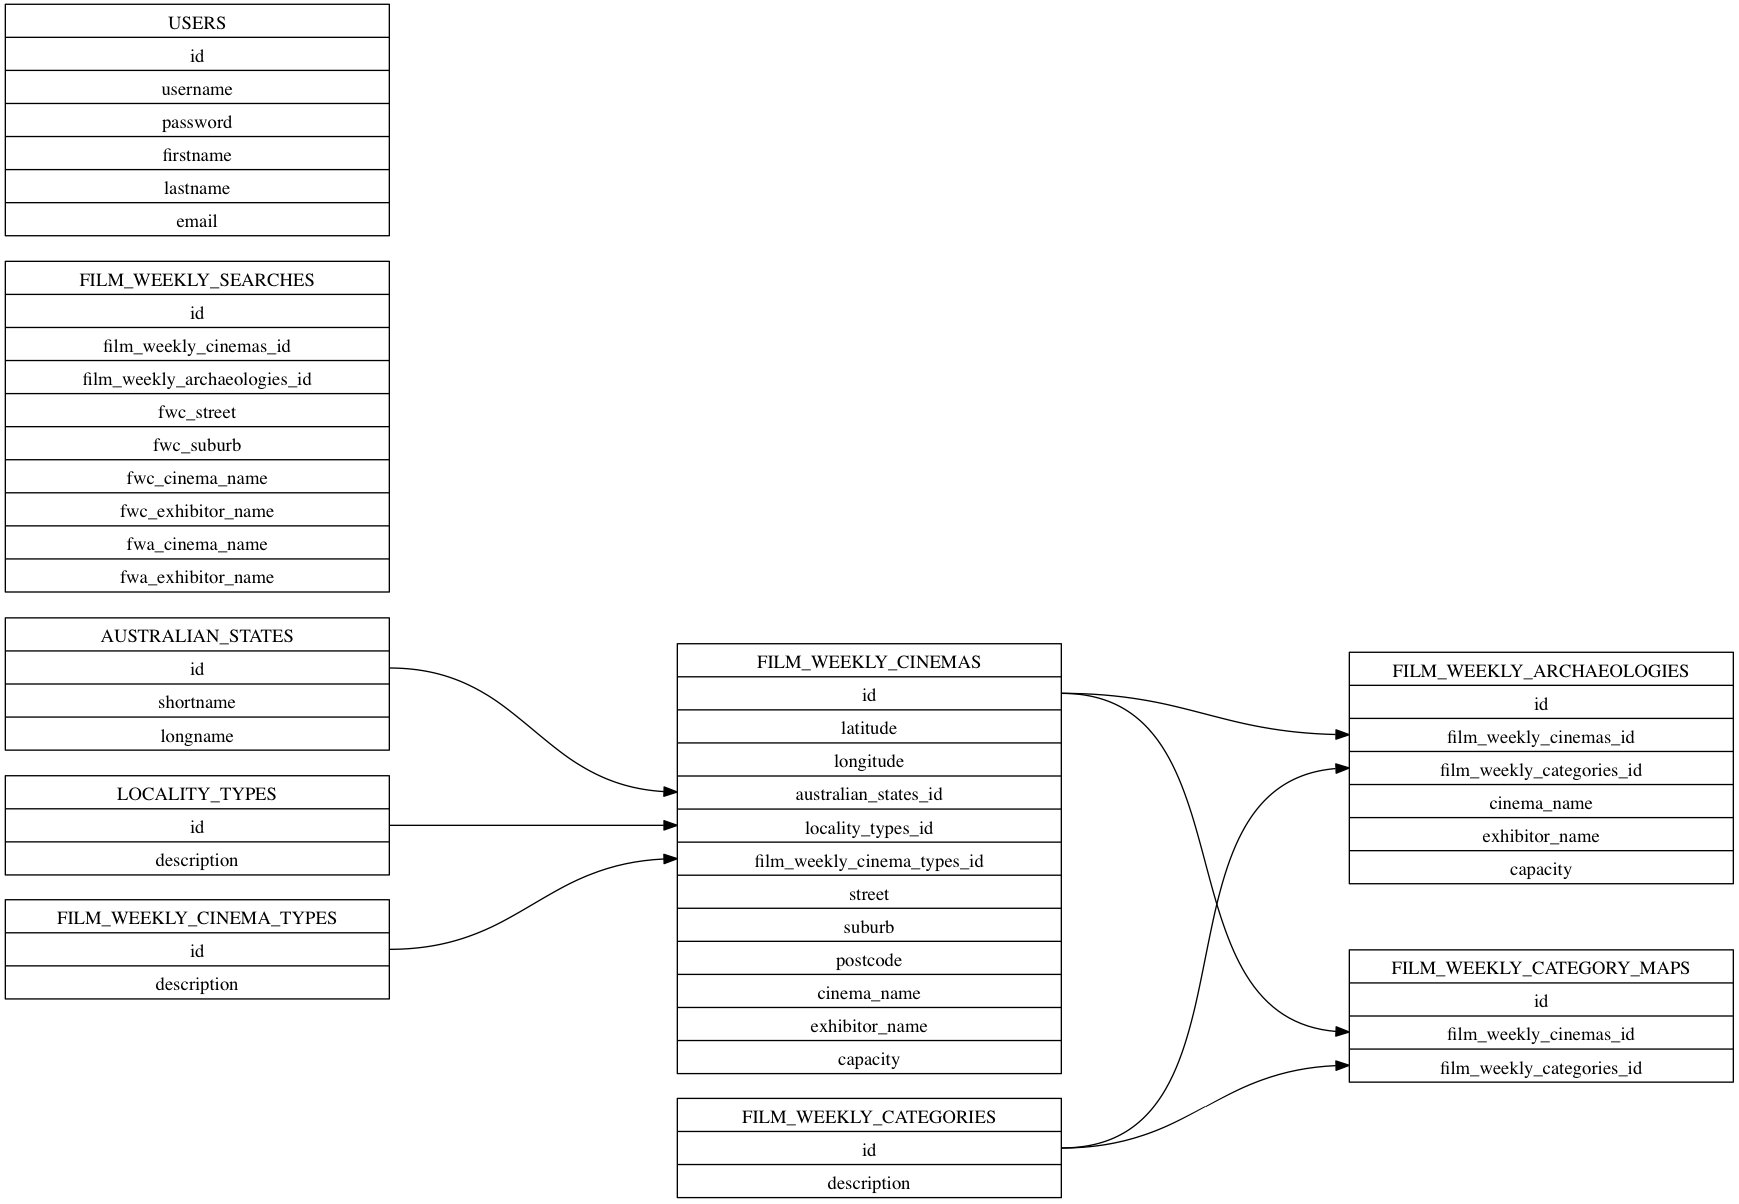 USERS
id
username
password
firstname
lastname
email
FILM_WEEKLY_SEARCHES
id
film_weekly_cinemas_id
film_weekly_archaeologies_id
fwc_street
fwc_suburb
fwc_cinema_name
fwc_exhibitor_name
fwa_cinema_name
fwa_exhibitor_name
AUSTRALIAN_STATES
id
shortname
longname
LOCALITY_TYPES
id
description
FILM_WEEKLY_CINEMA_TYPES
id
description
FILM_WEEKLY_CINEMAS
id
latitude
longitude
australian_states_id
locality_types_id
film_weekly_cinema_types_id
street
suburb
postcode
cinema_name
exhibitor_name
capacity
FILM_WEEKLY_CATEGORIES
id
description
FILM_WEEKLY_ARCHAEOLOGIES
id
film_weekly_cinemas_id
film_weekly_categories_id
cinema_name
exhibitor_name
capacity
FILM_WEEKLY_CATEGORY_MAPS
id
film_weekly_cinemas_id
film_weekly_categories_id